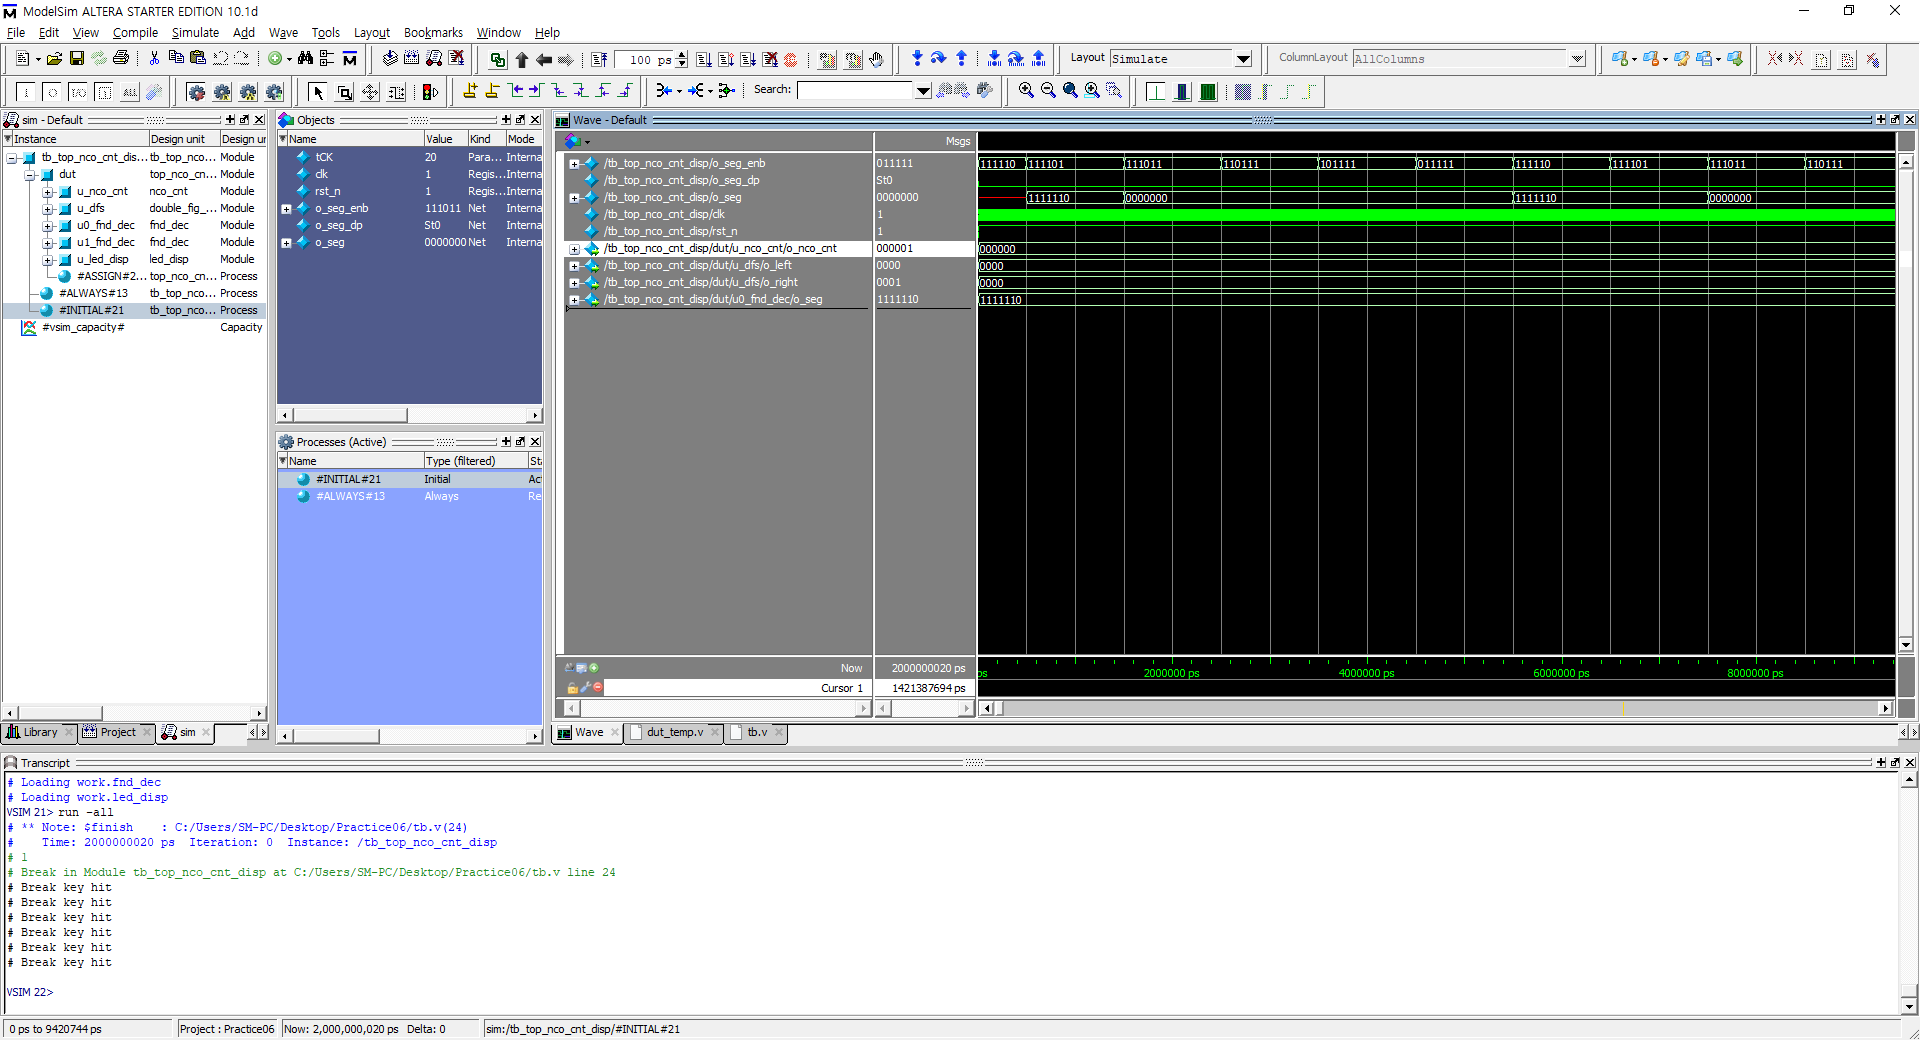 ModelSim ALTERA STARTER EDITION 10.1d
File Edit View Compile Simulate Add Wave Tools Layout Bookmarks Window Help
100 ps
Layout Simulate
ColumnLayout AllColumns
ALL
Search:
sim - Default
Instance Design unit Design ur
tb_top_nco_cnt_dis... tb_top_nco... Module
dut top_nco_cn... Module
u_nco_cnt nco_cnt Module
u_dfs double_fig_... Module
u0_fnd_dec fnd_dec Module
u1_fnd_dec fnd_dec Module
u_led_disp led_disp Module
#ASSIGN#2... top_nco_cn... Process
#ALWAYS#13 tb_top_nco... Process
#INITIAL#21 tb_top_nco... Process
#vsim_capacity# Capacity
Library Project sim
Objects
Name Value Kind Mode
tCK 20 Para... Interna
clk 1 Regis... Interna
rst_n 1 Regis... Interna
o_seg_enb 111011 Net Interna
o_seg_dp St0 Net Interna
o_seg 0000000 Net Interna
Processes (Active)
Name Type (filtered) St
#INITIAL#21 Initial Ac
#ALWAYS#13 Always Re
Wave - Default
Msgs
/tb_top_nco_cnt_disp/o_seg_enb 011111 111110 111101 111011 110111 101111 011111 111110 111101 111011 110111
/tb_top_nco_cnt_disp/o_seg_dp St0
/tb_top_nco_cnt_disp/o_seg 0000000 1111110 0000000 1111110 0000000
/tb_top_nco_cnt_disp/clk 1
/tb_top_nco_cnt_disp/rst_n 1
/tb_top_nco_cnt_disp/dut/u_nco_cnt/o_nco_cnt 000001 000000
/tb_top_nco_cnt_disp/dut/u_dfs/o_left 0000 0000
/tb_top_nco_cnt_disp/dut/u_dfs/o_right 0001 0000
/tb_top_nco_cnt_disp/dut/u0_fnd_dec/o_seg 1111110 1111110
Now 2000000020 ps ps 2000000 ps 4000000 ps 6000000 ps 8000000 ps
Cursor 1 1421387694 ps
Wave dut_temp.v tb.v
Transcript
# Loading work.fnd_dec
# Loading work.led_disp
VSIM 21> run -all
# ** Note: $finish : C:/Users/SM-PC/Desktop/Practice06/tb.v(24)
# Time: 2000000020 ps Iteration: 0 Instance: /tb_top_nco_cnt_disp
# 1
# Break in Module tb_top_nco_cnt_disp at C:/Users/SM-PC/Desktop/Practice06/tb.v line 24
# Break key hit
# Break key hit
# Break key hit
# Break key hit
# Break key hit
# Break key hit
VSIM 22>
0 ps to 9420744 ps Project : Practice06 Now: 2,000,000,020 ps Delta: 0 sim:/tb_top_nco_cnt_disp/#INITIAL#21